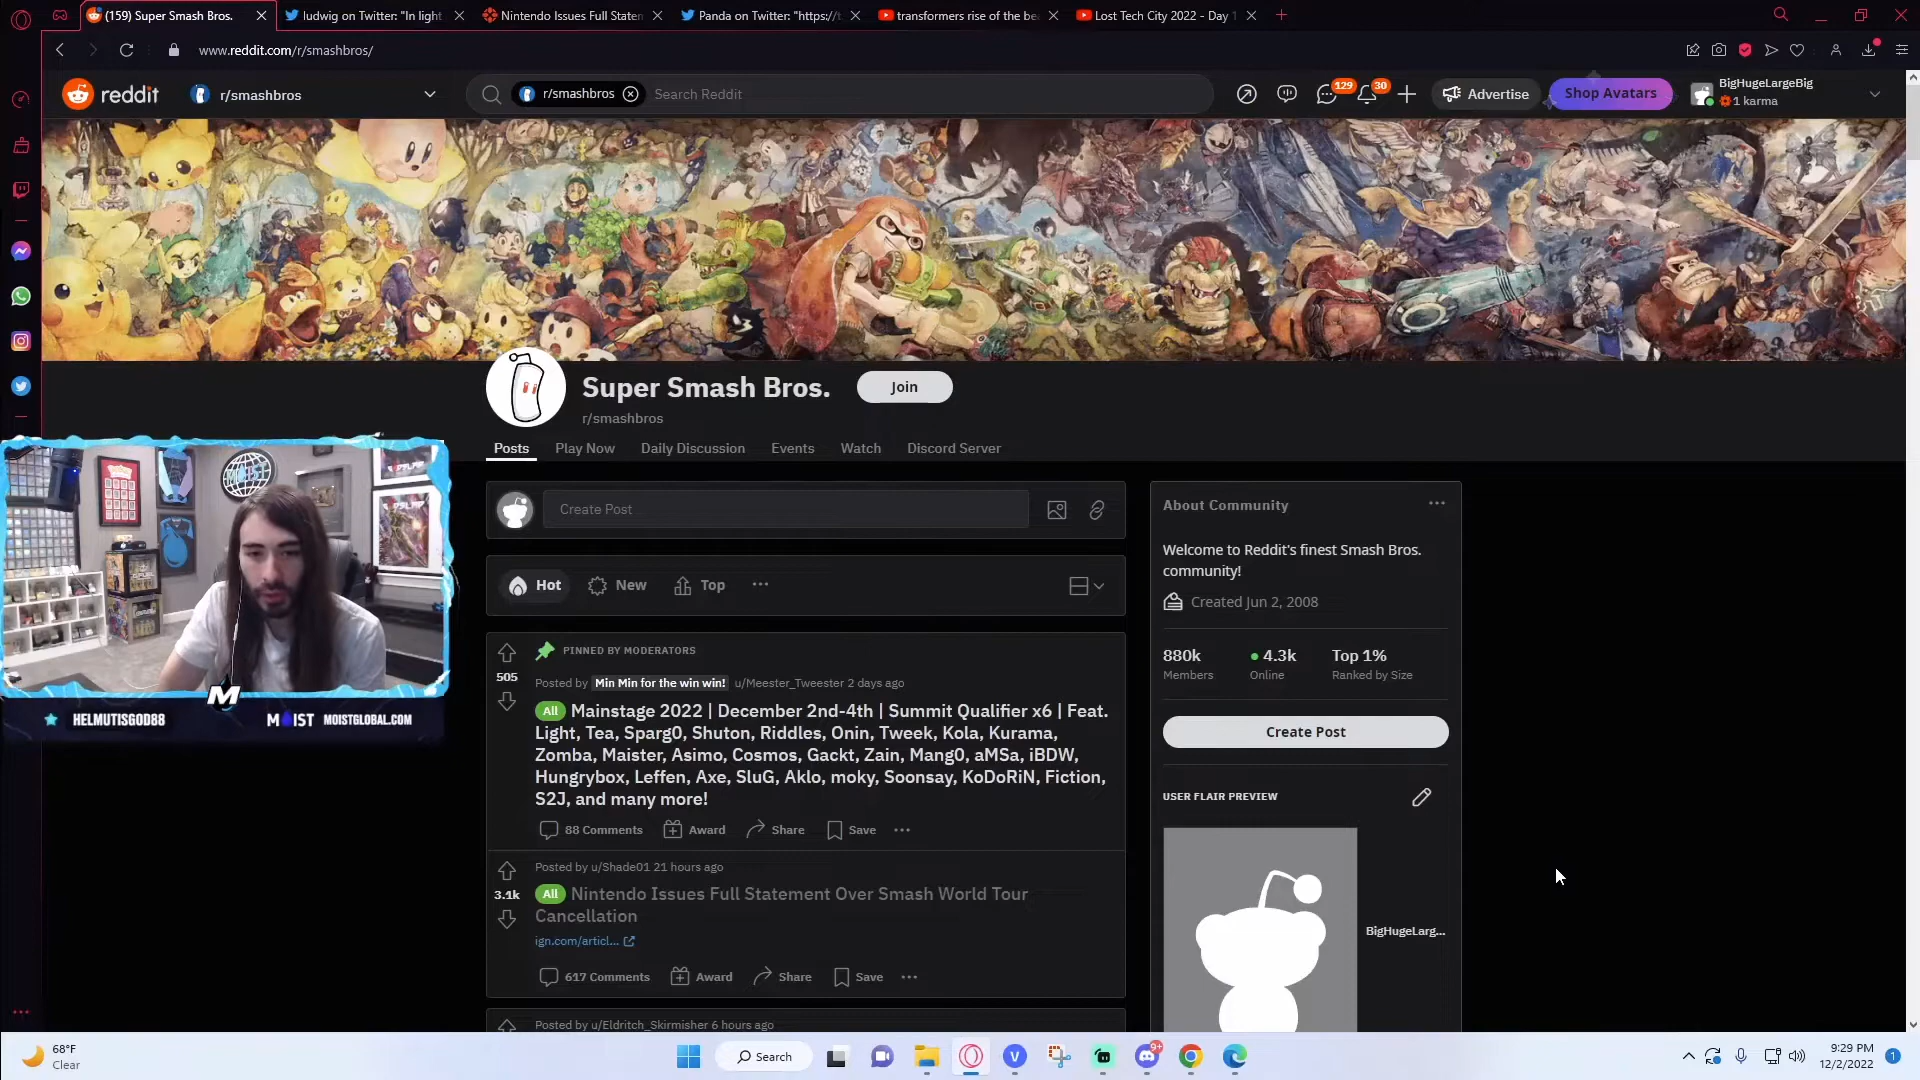 (159) Super Smash Bros.
ludwig on Twitter: "In light
Nintendo Issues Full Statem
Panda on Twitter: "https://t.
transformers rise of the bea
Lost Tech City 2022 - Day 1
www.reddit.com/r/smashbros/
reddit
r/smashbros
r/smashbros
Search Reddit
129
30
Advertise
Shop Avatars
BigHugeLargeBig
1 karma
Super Smash Bros.
Join
r/smashbros
Posts
Play Now
Daily Discussion
Events
Watch
Discord Server
Create Post
About Community
Welcome to Reddit's finest Smash Bros.
community!
Created Jun 2, 2008
880k
4.3k
Top 1%
Members
Online
Ranked by Size
Create Post
USER FLAIR PREVIEW
BigHugeLarg...
Hot
New
Top
PINNED BY MODERATORS
505
Posted by Min Min for the win win! u/Meester_Tweester 2 days ago
All Mainstage 2022 | December 2nd-4th | Summit Qualifier x6 | Feat.
Light, Tea, Sparg0, Shuton, Riddles, Onin, Tweek, Kola, Kurama,
Zomba, Maister, Asimo, Cosmos, Gackt, Zain, Mang0, aMSa, iBDW,
Hungrybox, Leffen, Axe, SluG, Aklo, moky, Soonsay, KoDoRiN, Fiction,
S2J, and many more!
88 Comments
Award
Share
Save
Posted by u/Shade01 21 hours ago
3.1k
All Nintendo Issues Full Statement Over Smash World Tour
Cancellation
ign.com/articl...
617 Comments
Award
Share
Save
Posted by u/Eldritch_Skirmisher 6 hours ago
MOIST
M
HELMUTISGOD88
MOIST
MOISTGLOBAL.COM
68°F
Clear
Search
9+
9:29 PM
12/2/2022
1